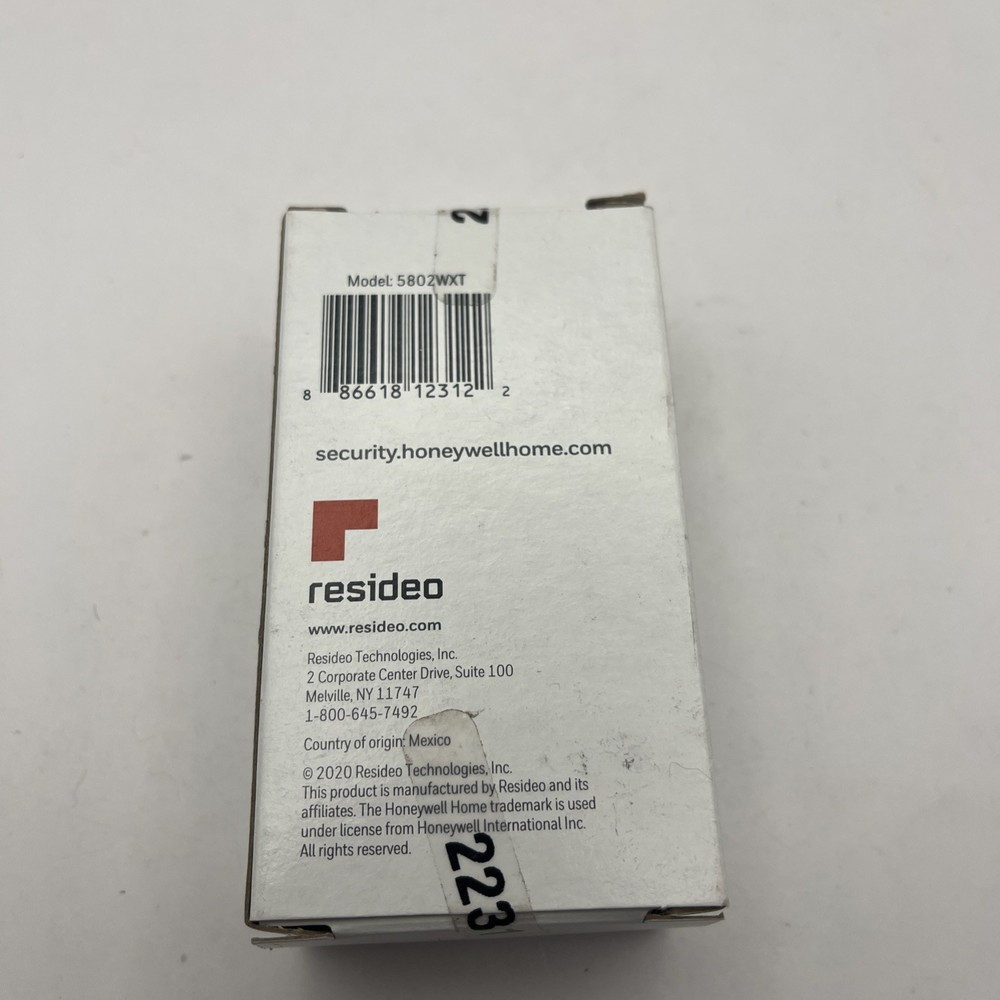 2
Model: 5802WXT
8 86618 12312 2
security.honeywellhome.com
resideo
www.resideo.com
Resideo Technologies, Inc.
2 Corporate Center Drive, Suite 100
Melville, NY 11747
1-800-645-7492
Country of origin: Mexico
© 2020 Resideo Technologies, Inc.
This product is manufactured by Resideo and its
affiliates. The Honeywell Home trademark is used
under license from Honeywell International Inc.
All rights reserved.
223